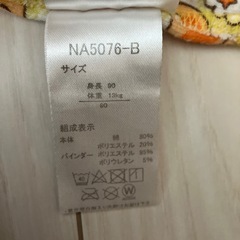 NA5076-B
サイズ
身長 90
体重 13kg
90
組成表示
本体 綿 80%
ポリエステル 20%
バインダー ポリエステル 95%
ポリウレタン 5%